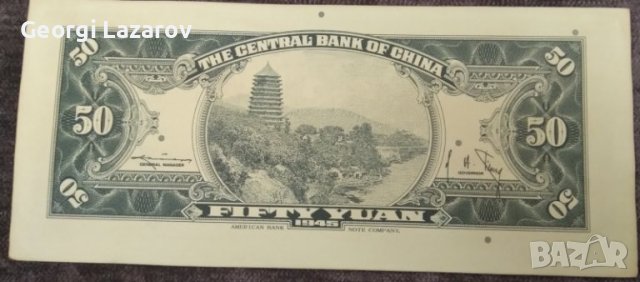 Georgi Lazarov
THE CENTRAL BANK OF CHINA
50 50
50 50
GENERAL MANAGER
GOVERNOR
50 50
FIFTY YUAN
1945
AMERICAN BANK NOTE COMPANY.
BAZAR